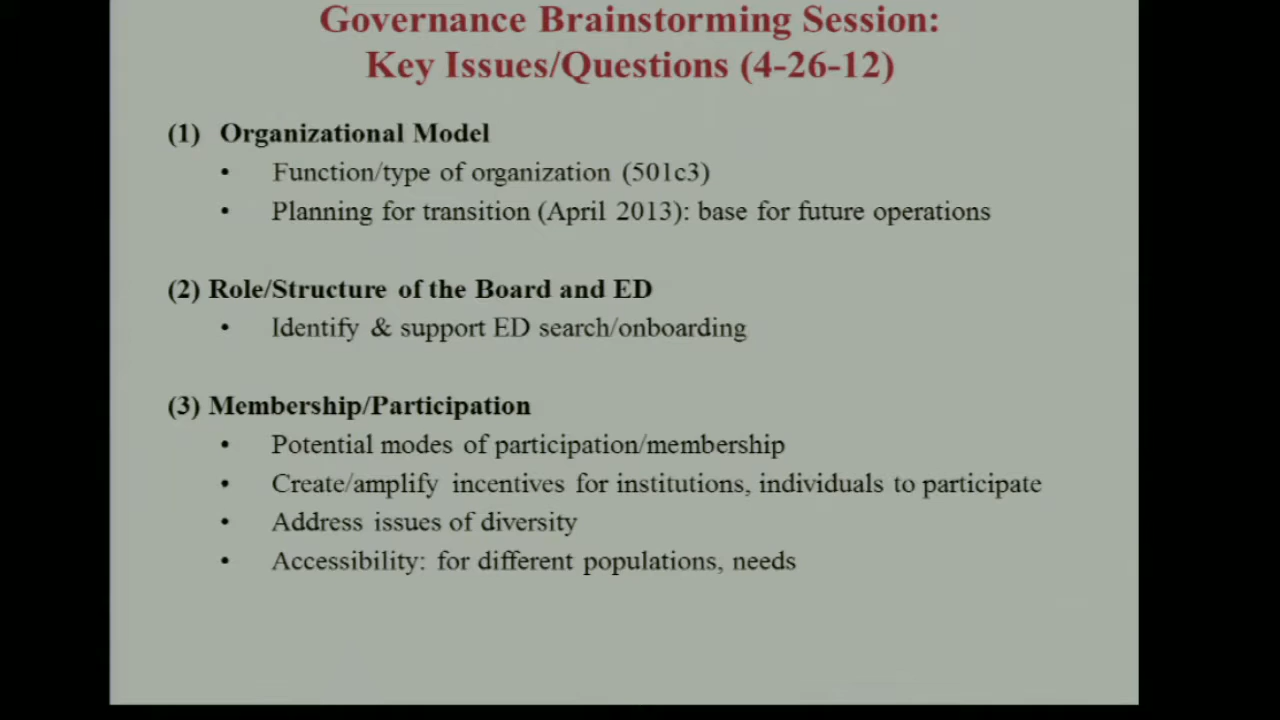 Governance Brainstorming Session:
Key Issues/Questions (4-26-12)
(1) Organizational Model
• Function/type of organization (501c3)
• Planning for transition (April 2013): base for future operations
(2) Role/Structure of the Board and ED
• Identify & support ED search/onboarding
(3) Membership/Participation
• Potential modes of participation/membership
• Create/amplify incentives for institutions, individuals to participate
• Address issues of diversity
• Accessibility: for different populations, needs